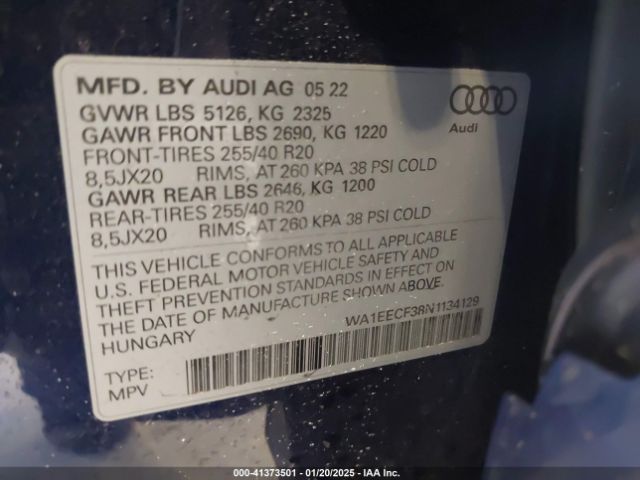 MFD. BY AUDI AG 05 22
GVWR LBS 5126, KG 2325
GAWR FRONT LBS 2690, KG 1220
FRONT-TIRES 255/40 R20
8,5JX20 RIMS, AT 260 KPA 38 PSI COLD
GAWR REAR LBS 2646, KG 1200
REAR-TIRES 255/40 R20
8,5JX20 RIMS, AT 260 KPA 38 PSI COLD
Audi
THIS VEHICLE CONFORMS TO ALL APPLICABLE
U.S. FEDERAL MOTOR VEHICLE SAFETY AND
THEFT PREVENTION STANDARDS IN EFFECT ON
THE DATE OF MANUFACTURE SHOWN ABOVE.
HUNGARY
WA1EECF38N1134129
TYPE:
MPV
000-41373501 — 01/20/2025 — IAAI.CA